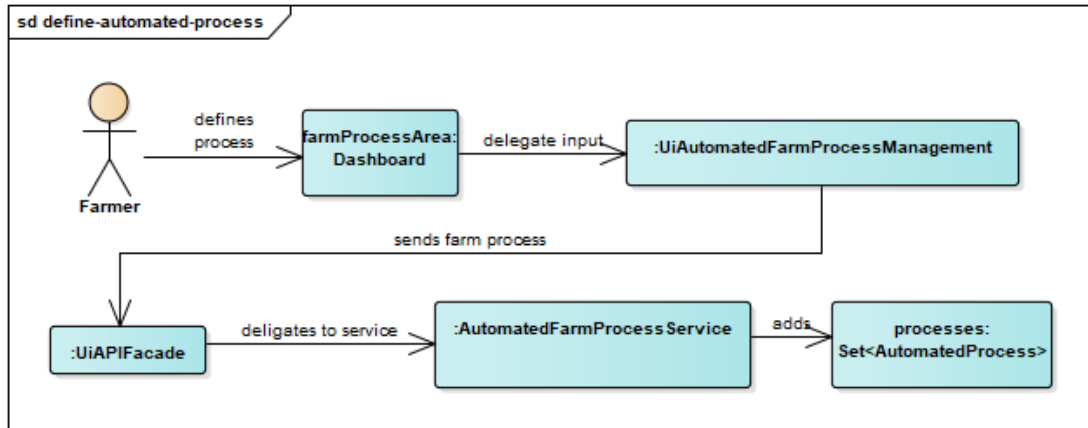 sd define-automated-process
defines
process
farmProcessArea:
Dashboard
delegate input
:UiAutomatedFarmProcessManagement
Farmer
sends farm process
:UiAPIFacade
deligates to service
:AutomatedFarmProcessService
adds
processes:
Set<AutomatedProcess>